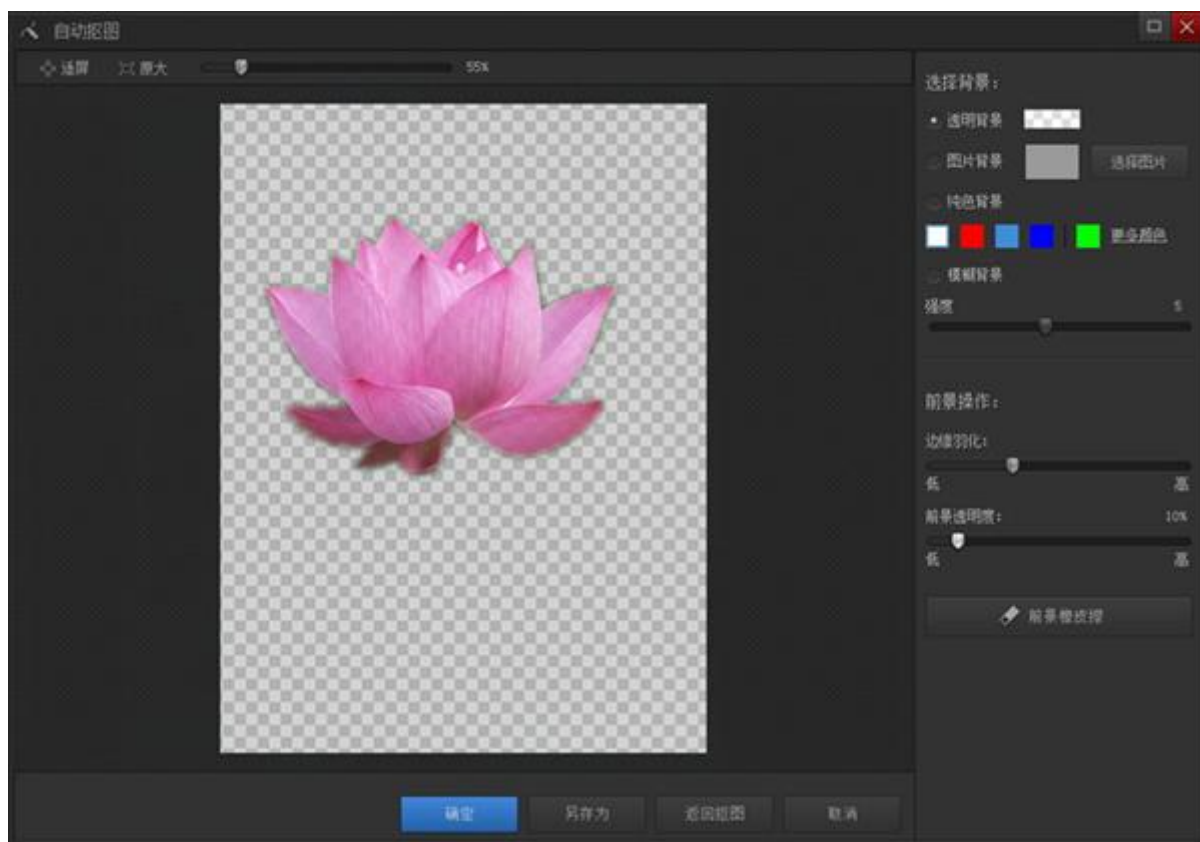 自动抠图
适屏 原大 55%
选择背景：
透明背景
图片背景 选择图片
纯色背景
更多颜色
模糊背景
强度 5
前景操作：
边缘羽化：
低 高
前景透明度： 10%
低 高
前景橡皮擦
确定 另存为 返回抠图 取消